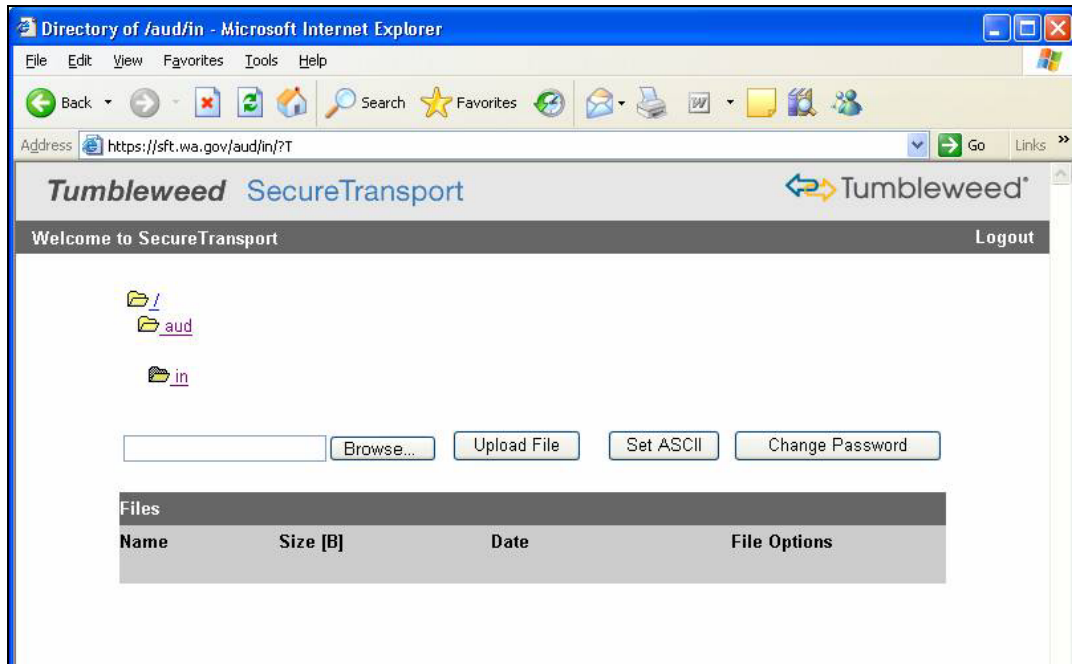 Directory of /aud/in - Microsoft Internet Explorer
File Edit View Favorites Tools Help
Back Search Favorites
Address https://sft.wa.gov/aud/in/?T Go Links »
Tumbleweed SecureTransport Tumbleweed®
Welcome to SecureTransport Logout
/
aud
in
Browse... Upload File Set ASCII Change Password
Files
Name Size [B] Date File Options